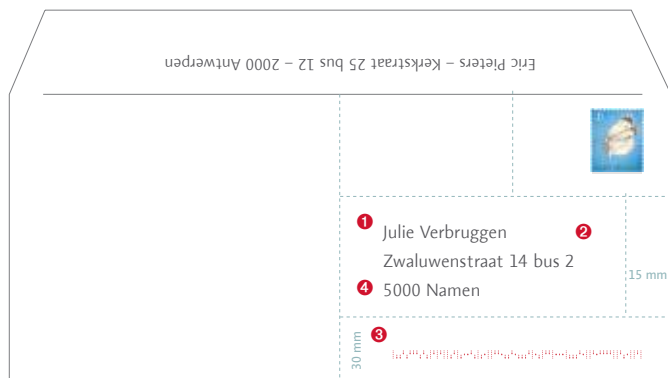 Eric Pieters – Kerkstraat 25 bus 12 – 2000 Antwerpen
1 Julie Verbruggen 2
Zwaluwenstraat 14 bus 2
15 mm
4 5000 Namen
3
30 mm